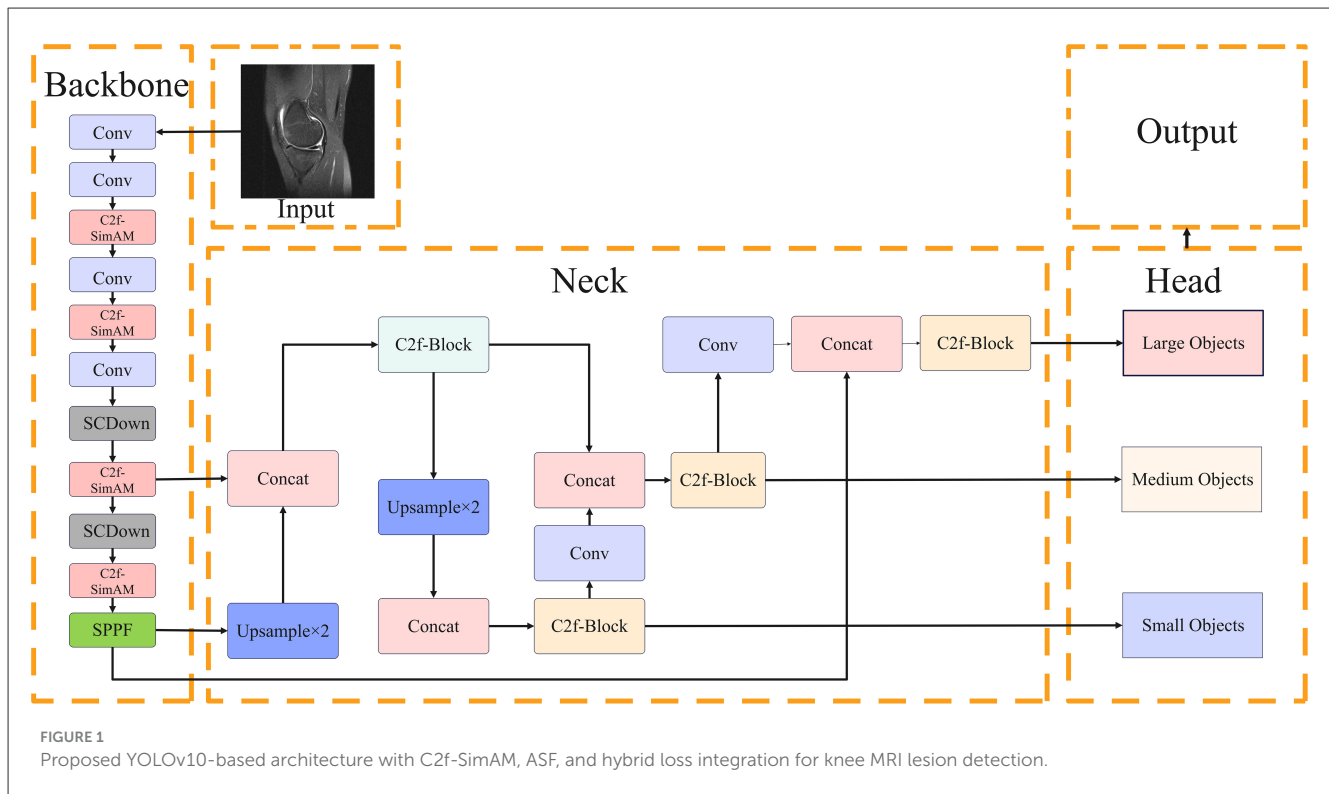 Backbone
Conv
Conv
C2f-
SimAM
Conv
C2f-
SimAM
Conv
SCDown
C2f-
SimAM
SCDown
C2f-
SimAM
SPPF
Input
Neck
C2f-Block
Concat
Upsample×2
Upsample×2
Concat
Concat
Conv
C2f-Block
Conv
Concat
C2f-Block
C2f-Block
Output
Head
Large Objects
Medium Objects
Small Objects
FIGURE 1
Proposed YOLOv10-based architecture with C2f-SimAM, ASF, and hybrid loss integration for knee MRI lesion detection.